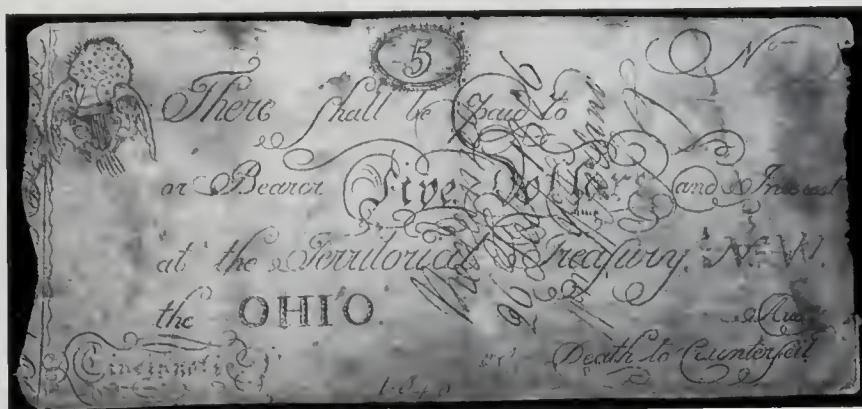 5
No
There shall be Paid to
or Bearer Five Dollars and Interest
at the Territorial Treasury. N.W.
the OHIO.
Cincinnati
Death to Counterfeit